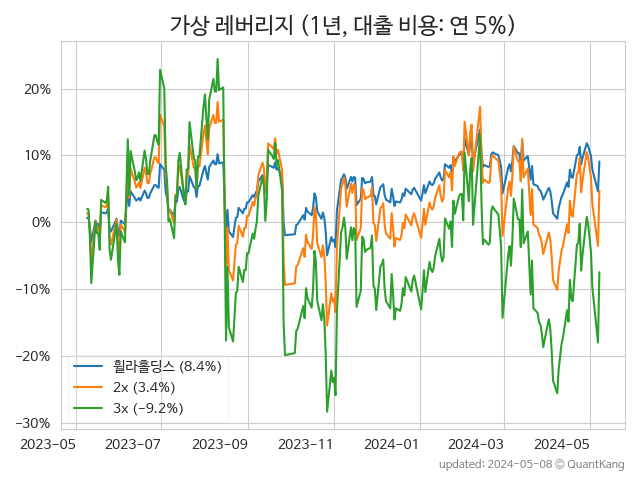 가상 레버리지 (1년, 대출 비용: 연 5%)
20%
10%
0%
−10%
−20%
−30%
휠라홀딩스 (8.4%)
2x (3.4%)
3x (−9.2%)
2023-05
2023-07
2023-09
2023-11
2024-01
2024-03
2024-05
updated: 2024-05-08 ⓒ QuantKang